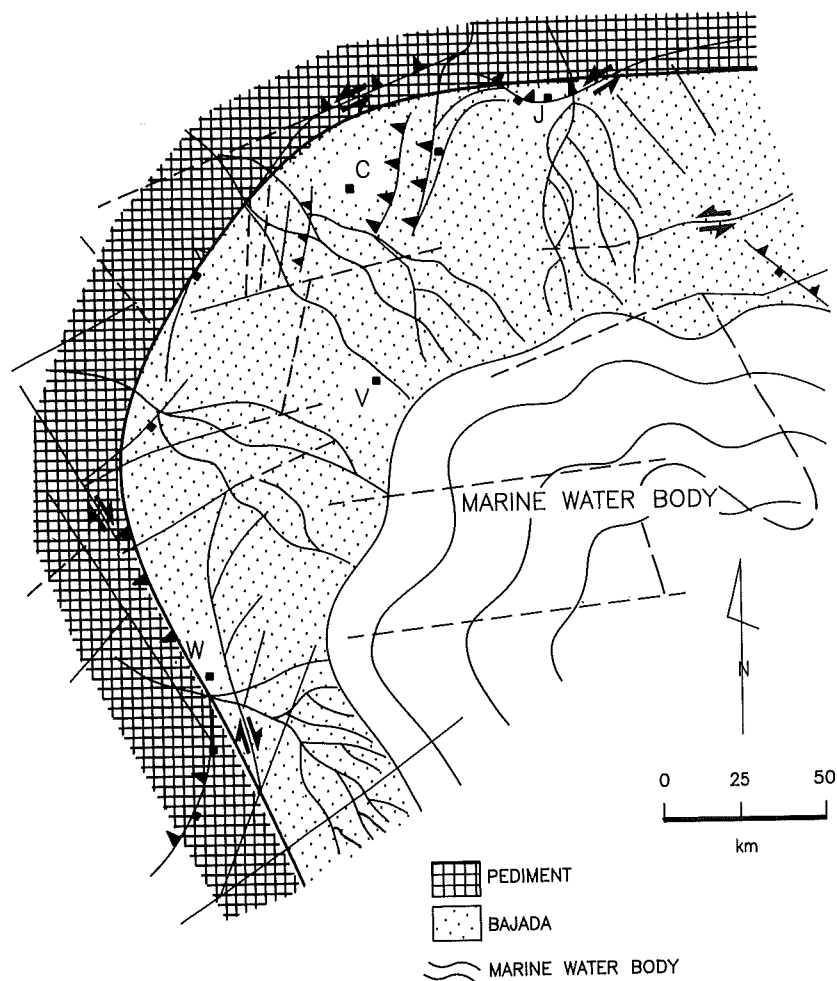 C
J
V
MARINE WATER BODY
W
N
0 25 50
km
PEDIMENT
BAJADA
MARINE WATER BODY